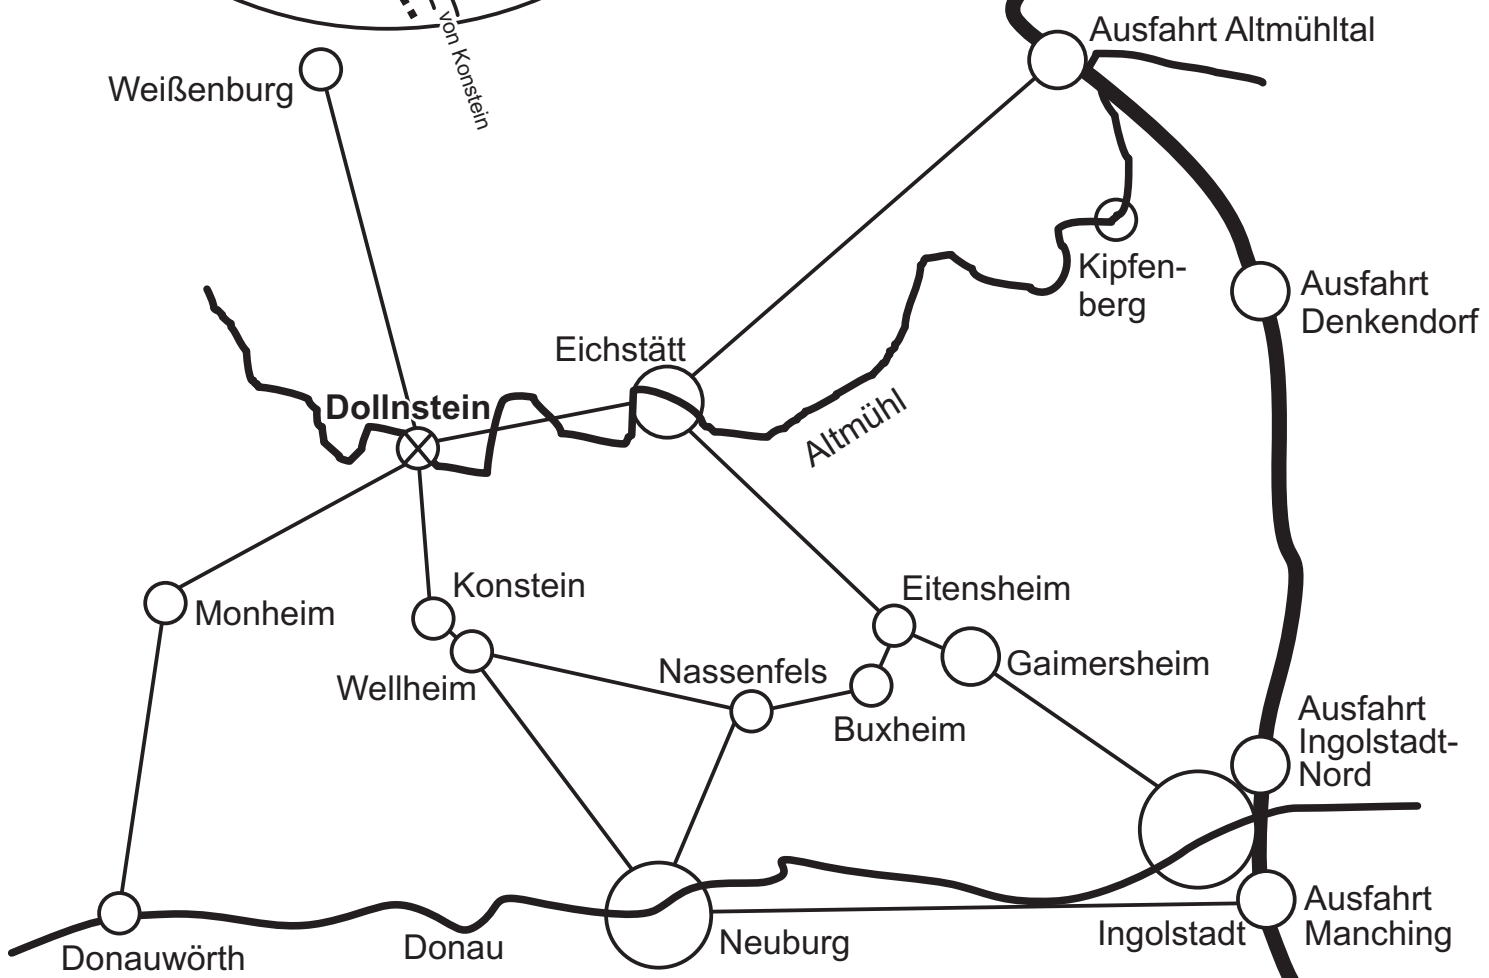 von Konstein
Ausfahrt Altmühltal
Weißenburg
Kipfen-
berg
Ausfahrt
Denkendorf
Eichstätt
Dollnstein
Altmühl
Konstein
Eitensheim
Monheim
Gaimersheim
Nassenfels
Wellheim
Buxheim
Ausfahrt
Ingolstadt-
Nord
Ausfahrt
Manching
Ingolstadt
Neuburg
Donau
Donauwörth